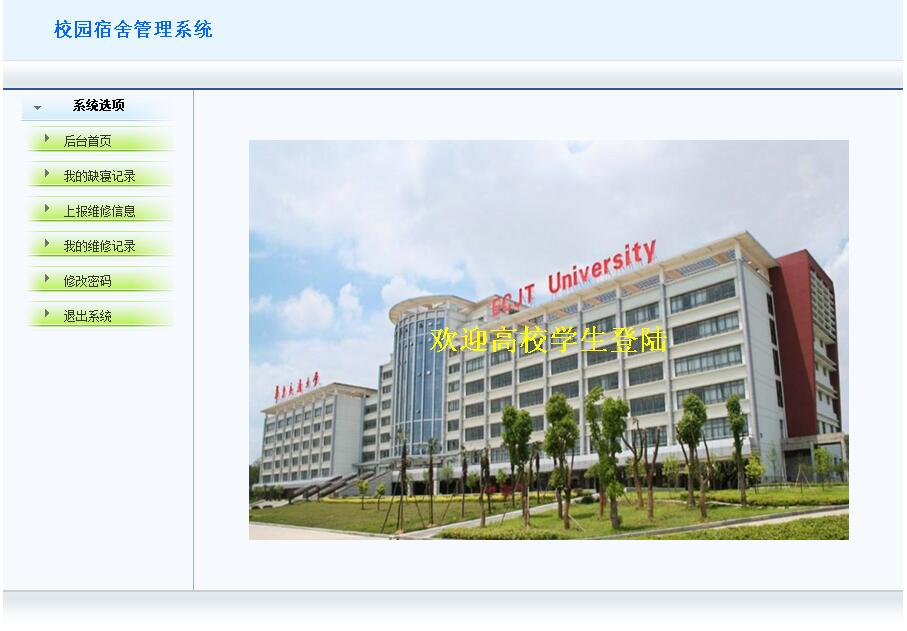 校园宿舍管理系统
系统选项
后台首页
我的缺寝记录
上报维修信息
我的维修记录
修改密码
退出系统
ECJT University
欢迎高校学生登陆
华东交通大学